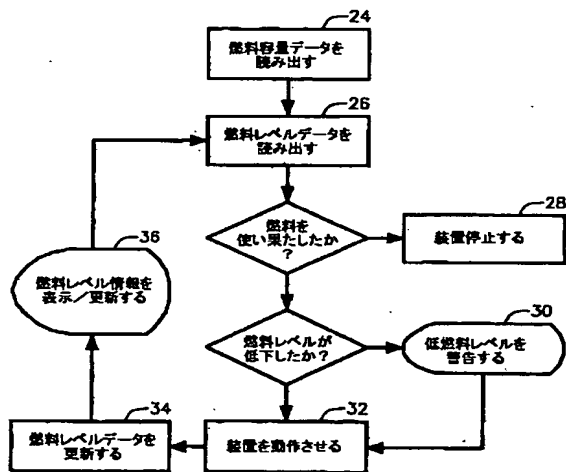 24
燃料容量データを
読み出す
26
燃料レベルデータを
読み出す
燃料を
使い果たしたか
?
28
装置停止する
36
燃料レベル情報を
表示/更新する
燃料レベルが
低下したか?
30
低燃料レベルを
警告する
34
燃料レベルデータを
更新する
32
装置を動作させる